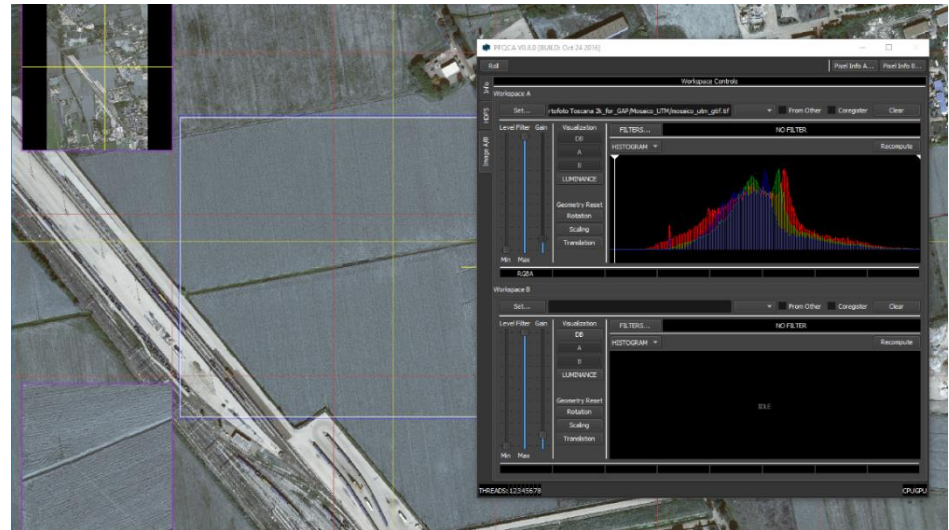 PFQCA V0.8.0 [BUILD: Oct 24 2016]
Roll
Pixel Info A... Pixel Info B...
Info
HDFS
Image A/B
Workspace Controls
Workspace A
Set... rtofoto Toscana 2k_for_GAP/Mosaico_UTM/mosaico_utm_gtif.tif From Other Coregister Clear
Level Filter Gain Visualization FILTERS... NO FILTER
DB HISTOGRAM Recompute
A
B
LUMINANCE
Geometry Reset
Rotation
Scaling
Translation
Min Max
RGBA
Workspace B
Set... From Other Coregister Clear
Level Filter Gain Visualization FILTERS... NO FILTER
DB HISTOGRAM Recompute
A
B
LUMINANCE
Geometry Reset
Rotation
IDLE
Scaling
Translation
Min Max
THREADS:12345678 CPUGPU